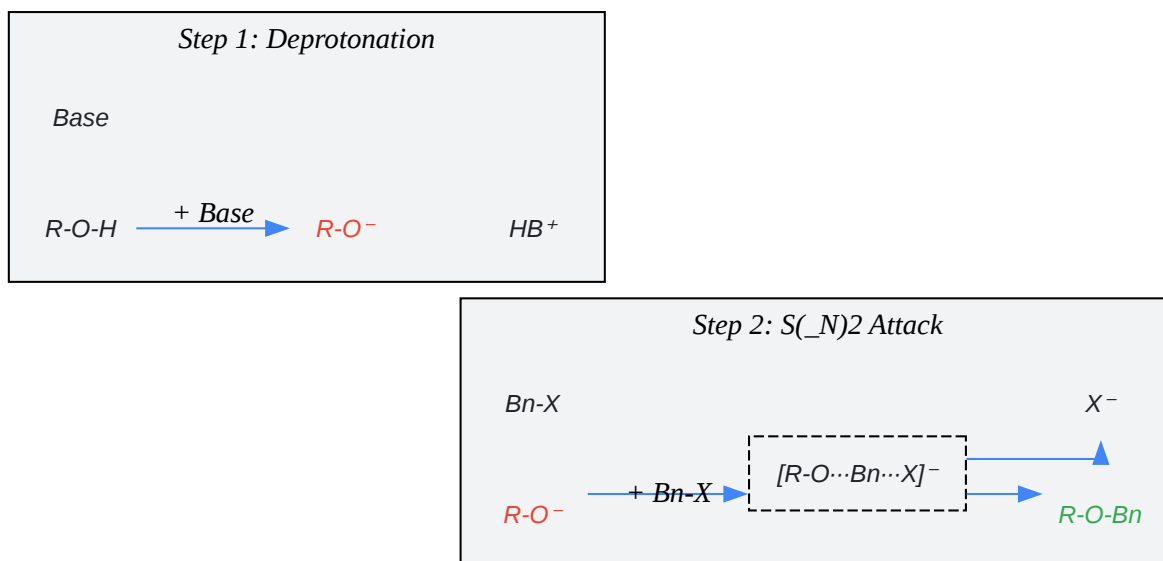 Step 1: Deprotonation
Base
R-O-H
+ Base
R-O⁻
HB⁺
Step 2: S(_N)2 Attack
Bn-X
X⁻
[R-O···Bn···X]⁻
R-O⁻
+ Bn-X
R-O-Bn